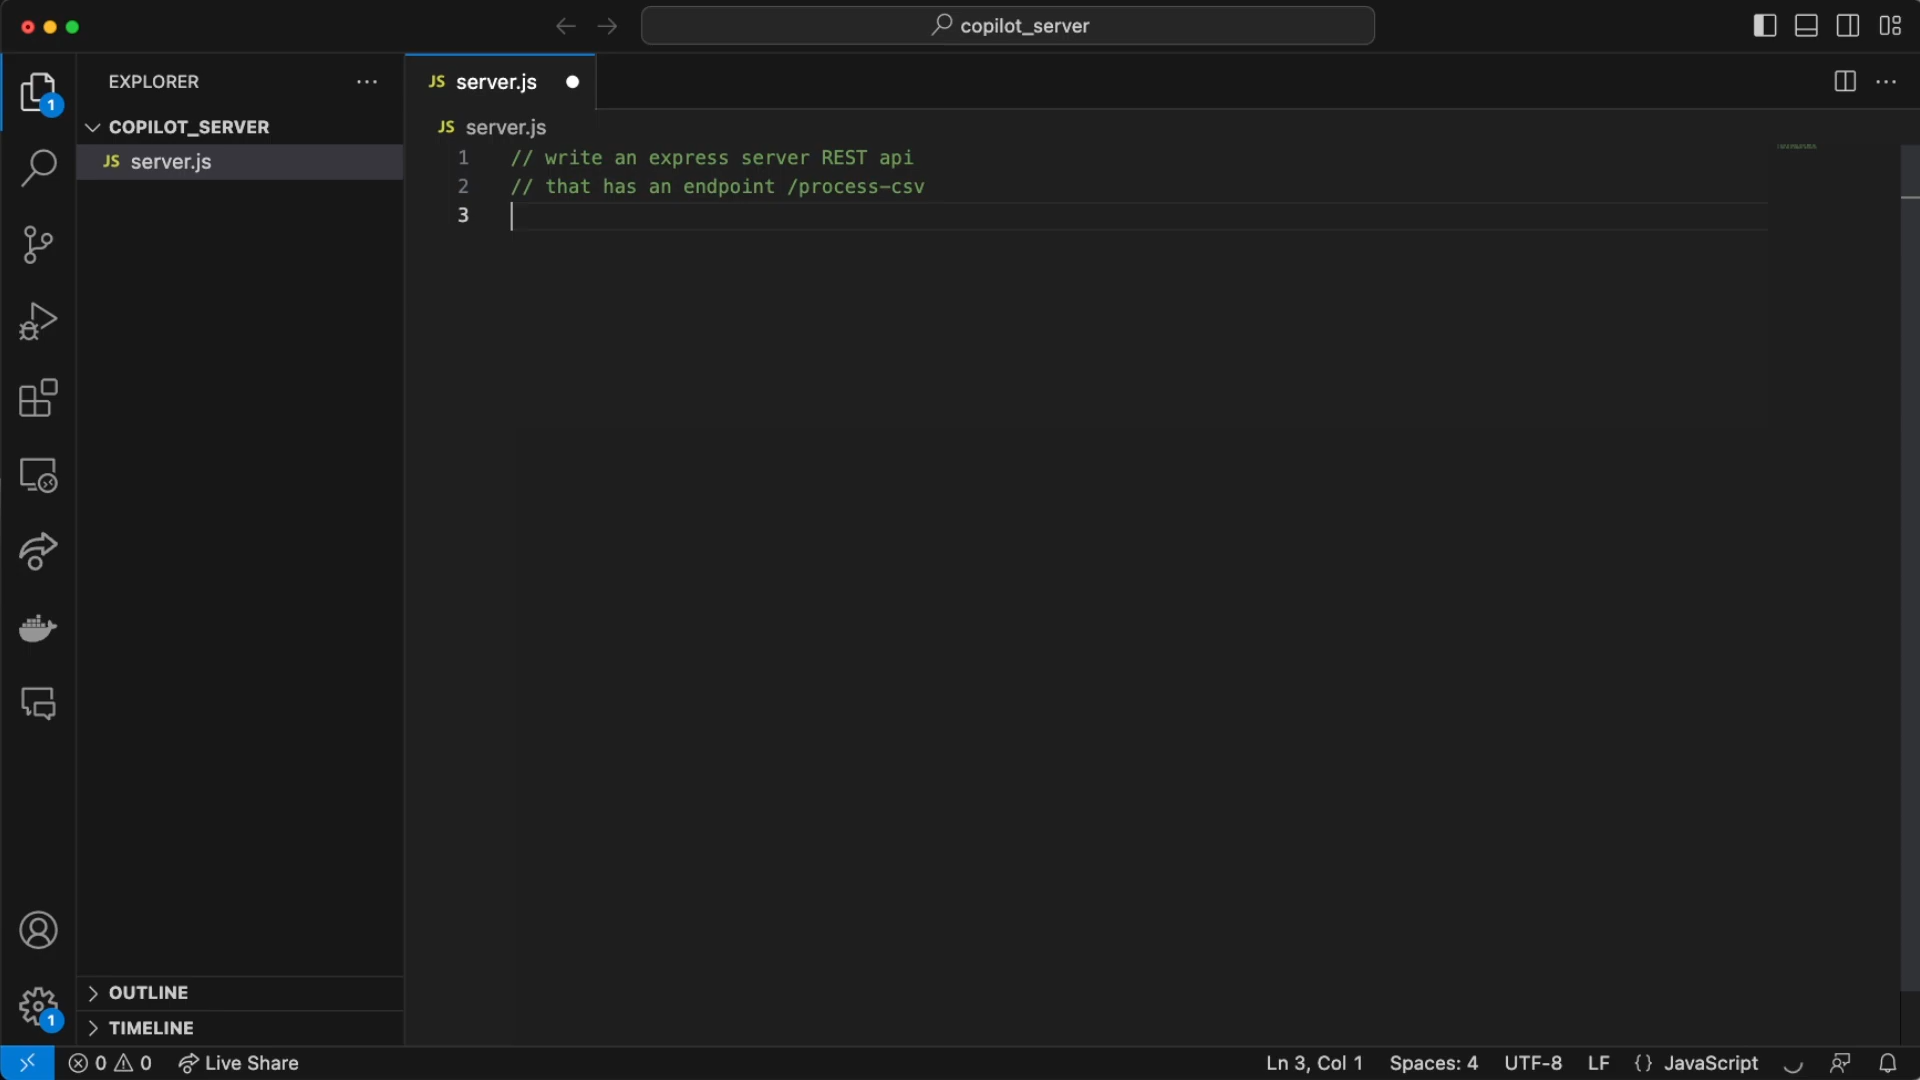 copilot_server
EXPLORER
COPILOT_SERVER
JS server.js
JS server.js
JS server.js
1 // write an express server REST api
2 // that has an endpoint /process-csv
3
1
OUTLINE
1
TIMELINE
0 0 Live Share
Ln 3, Col 1 Spaces: 4 UTF-8 LF {} JavaScript